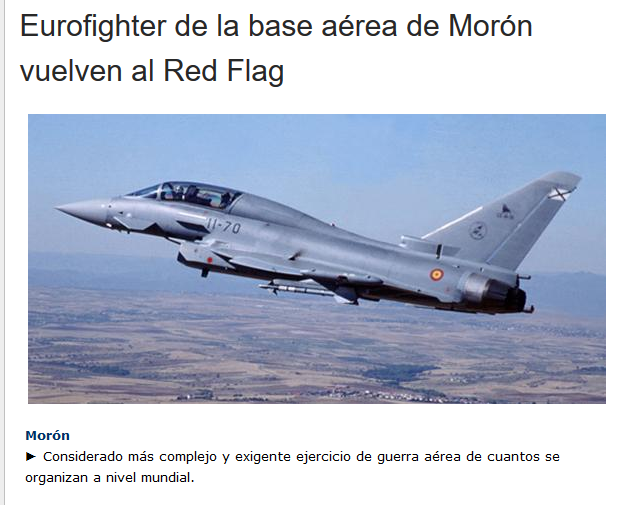 Eurofighter de la base aérea de Morón
vuelven al Red Flag
11-70
Morón
► Considerado más complejo y exigente ejercicio de guerra aérea de cuantos se
organizan a nivel mundial.